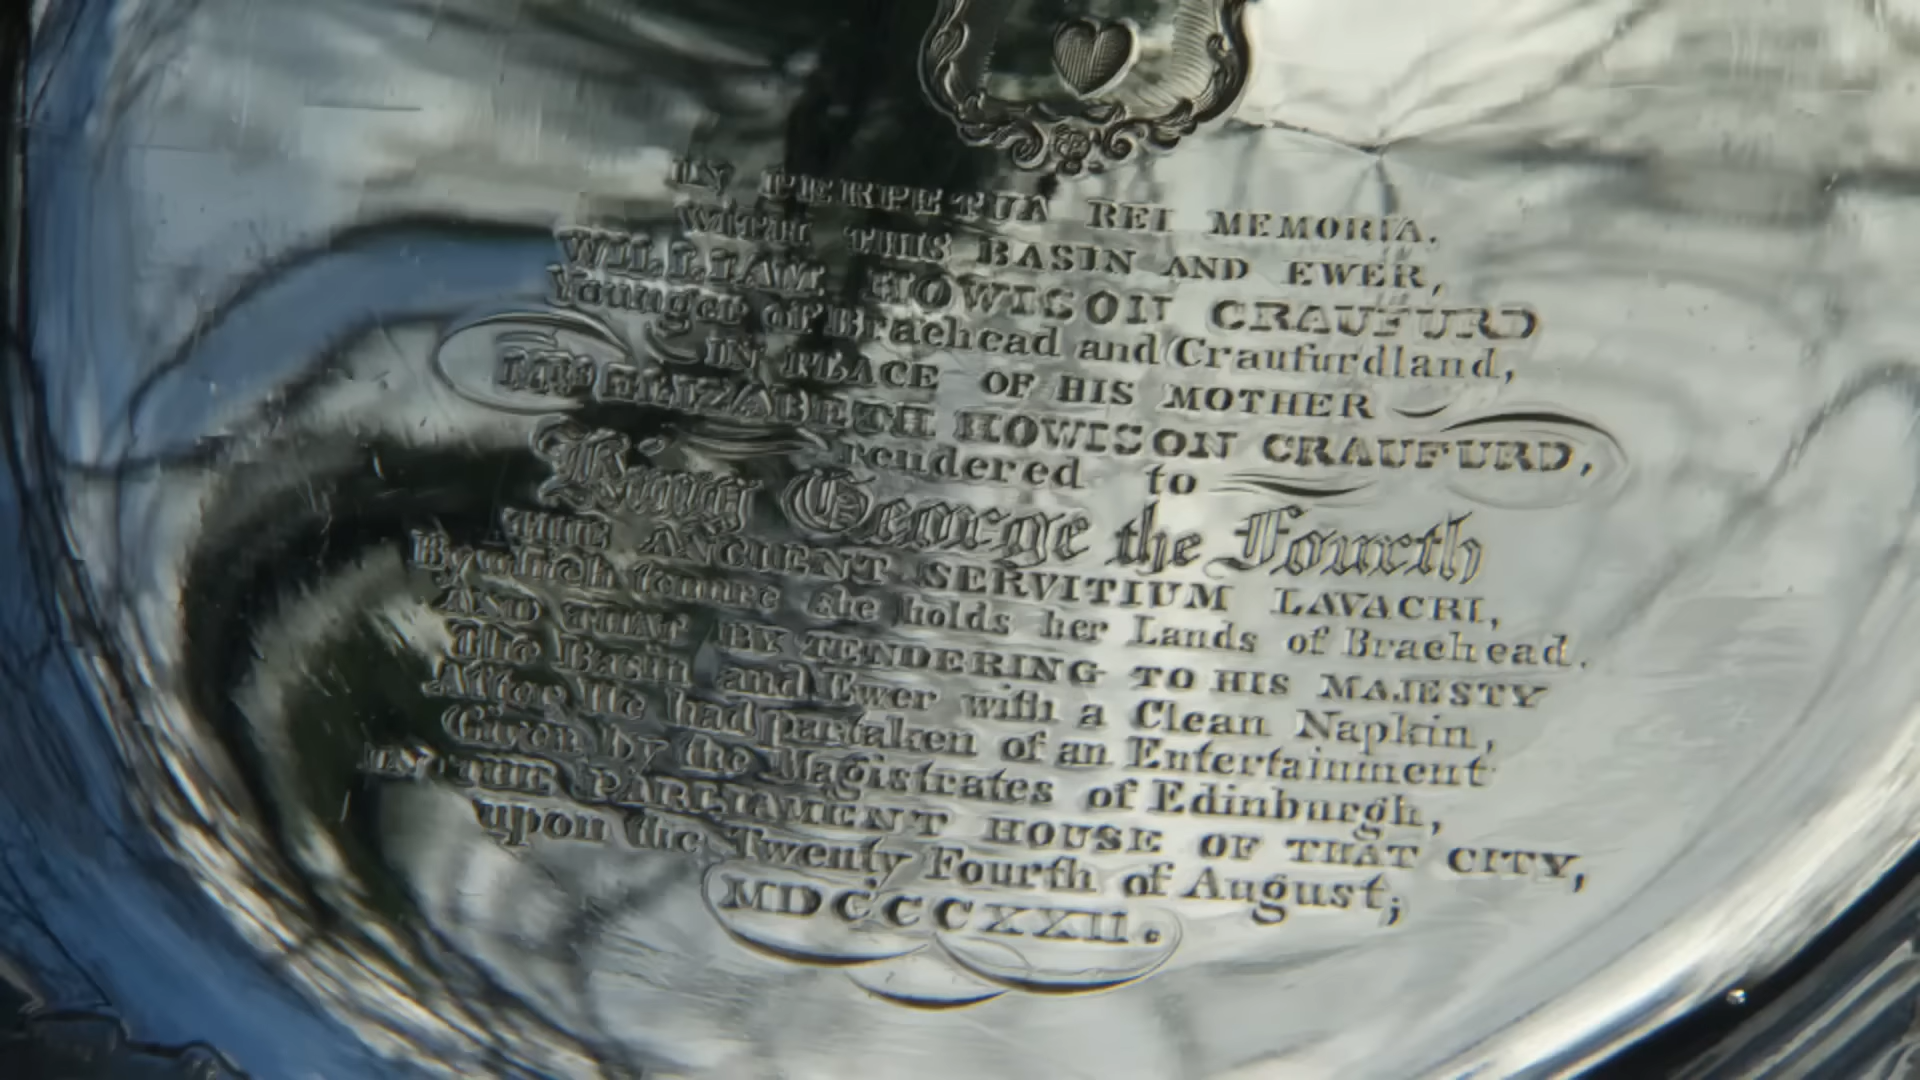 IN PERPETUA REI MEMORIA.
WITH THIS BASIN AND EWER,
WILLIAM HOWISON CRAUFURD
Younger of Braehead and Craufurdland,
IN PLACE OF HIS MOTHER
ELIZABETH HOWISON CRAUFURD,
rendered to
King George the Fourth
THE ANCIENT SERVITIUM LAVACRI,
By which tenure she holds her Lands of Braehead.
AND THAT BY TENDERING TO HIS MAJESTY
The Basin and Ewer with a Clean Napkin,
After He had partaken of an Entertainment
Given by the Magistrates of Edinburgh,
IN THE PARLIAMENT HOUSE OF THAT CITY,
upon the Twenty Fourth of August;
MDCCCXXII.